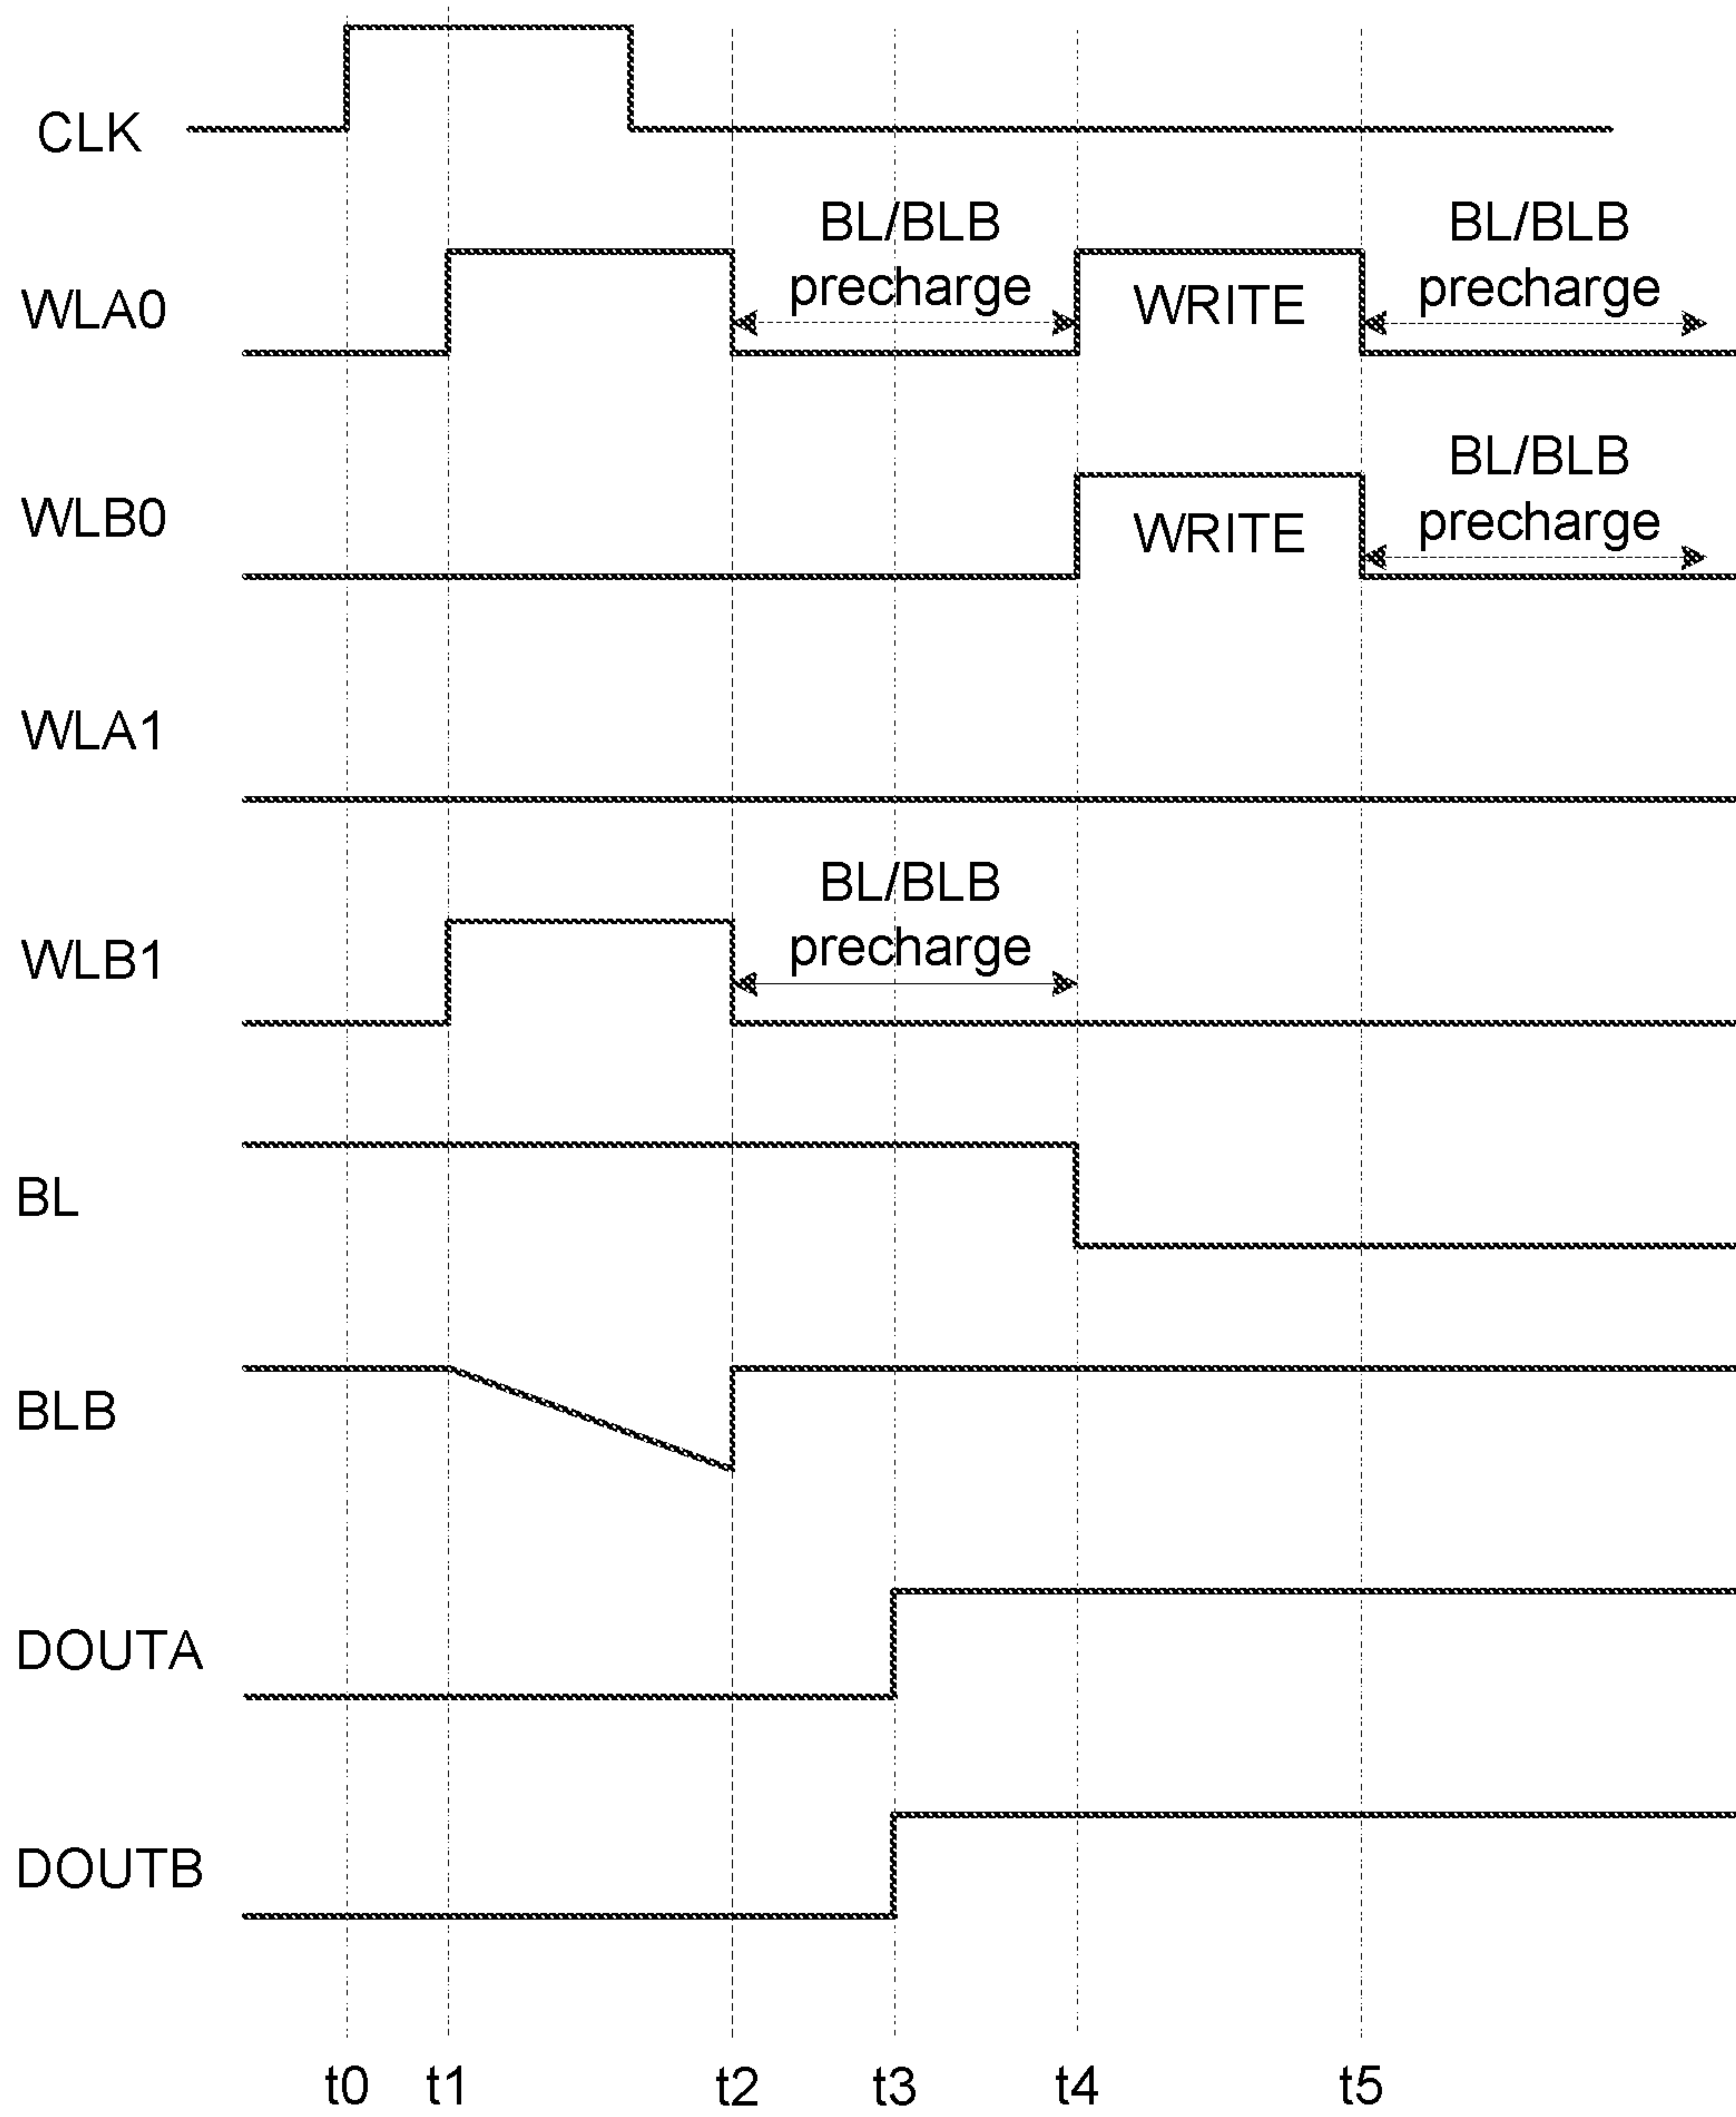 CLK
BL/BLB
precharge
BL/BLB
precharge
WLA0
WRITE
BL/BLB
precharge
WLB0
WRITE
WLA1
BL/BLB
precharge
WLB1
BL
BLB
DOUTA
DOUTB
t0 t1 t2 t3 t4 t5